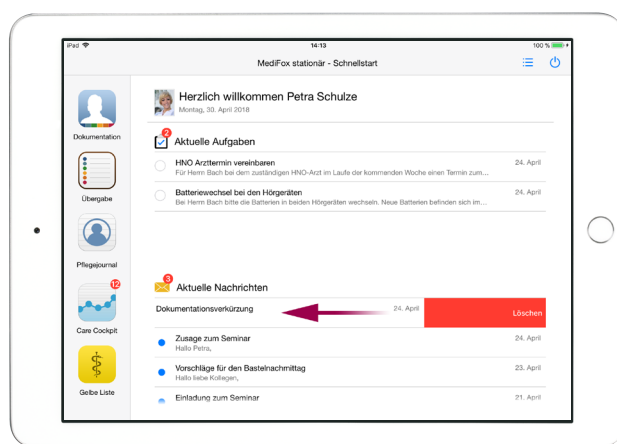 iPad 14:13 100 %
MediFox stationär - Schnellstart
Herzlich willkommen Petra Schulze
Montag, 30. April 2018
Dokumentation
2
Aktuelle Aufgaben
HNO Arzttermin vereinbaren 24. April
Für Herrn Bach bei dem zuständigen HNO-Arzt im Laufe der kommenden Woche einen Termin zum...
Batteriewechsel bei den Hörgeräten 24. April
Bei Herrn Bach bitte die Batterien in beiden Hörgeräten wechseln. Neue Batterien befinden sich im...
Übergabe
Pflegejournal
3
Aktuelle Nachrichten
12
Dokumentationsverkürzung 24. April Löschen
Care Cockpit
Zusage zum Seminar 24. April
Hallo Petra,
Vorschläge für den Bastelnachmittag 23. April
Hallo liebe Kollegen,
Gelbe Liste
Einladung zum Seminar 21. April